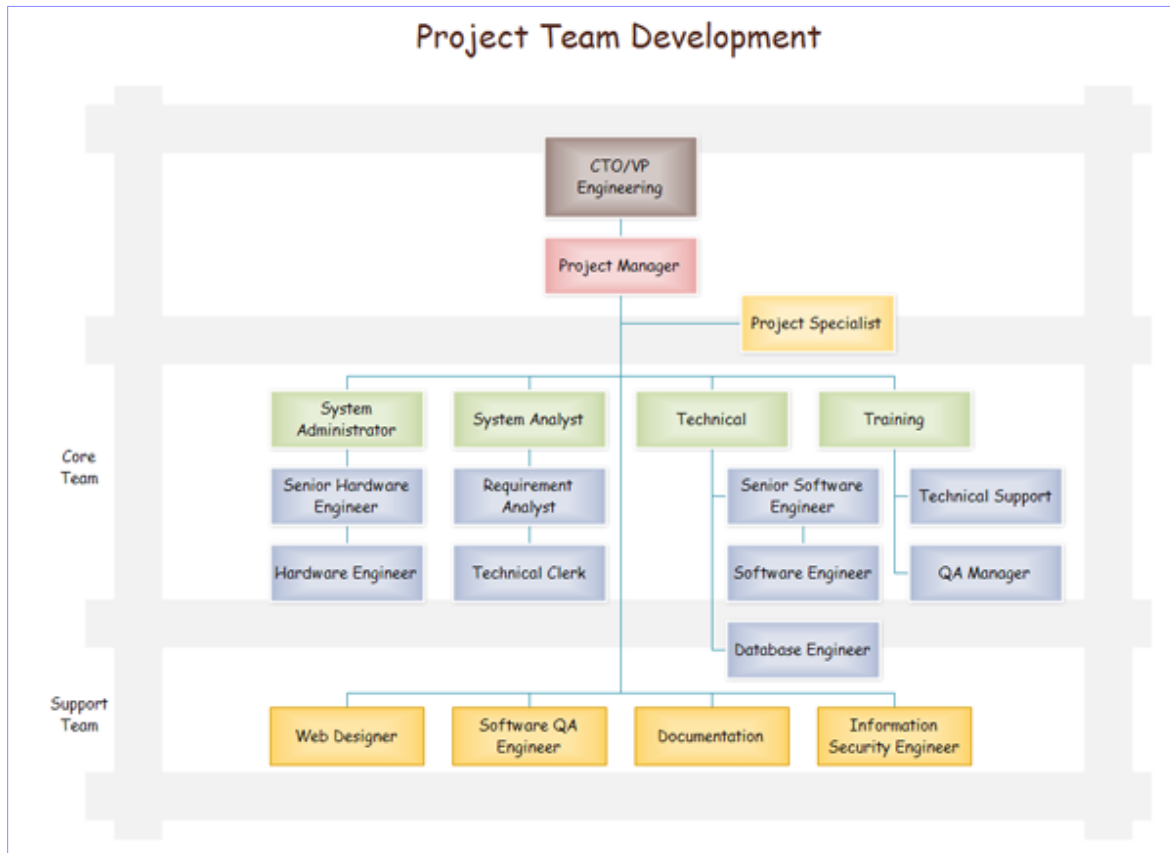 Project Team Development
CTO/VP
Engineering
Project Manager
Project Specialist
Core
Team
System
Administrator
System Analyst
Technical
Training
Senior Hardware
Engineer
Requirement
Analyst
Senior Software
Engineer
Technical Support
Hardware Engineer
Technical Clerk
Software Engineer
QA Manager
Database Engineer
Support
Team
Web Designer
Software QA
Engineer
Documentation
Information
Security Engineer